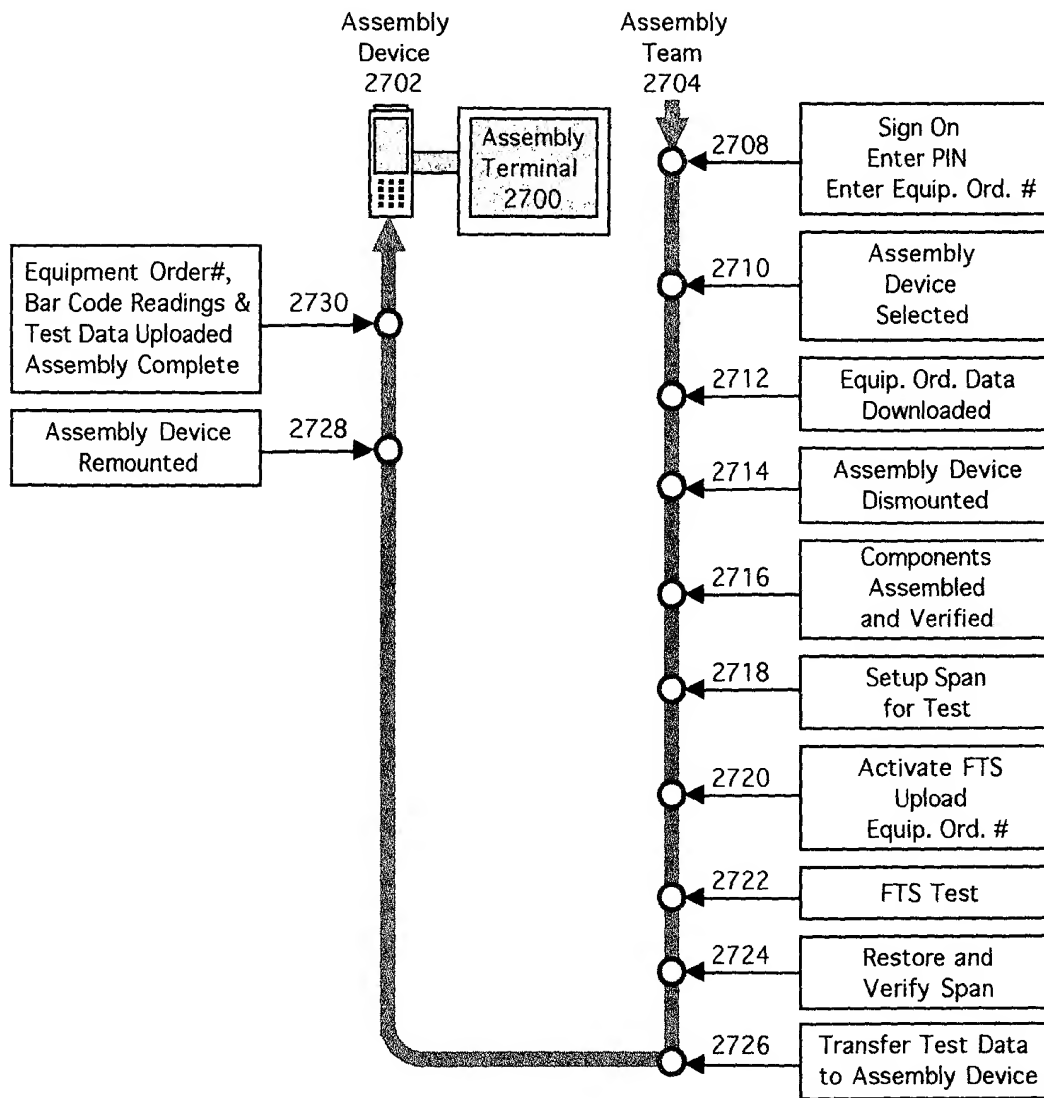 Assembly
Device
2702
Assembly
Team
2704
Assembly
Terminal
2700
2708
Sign On
Enter PIN
Enter Equip. Ord. #
2710
Assembly
Device
Selected
2712
Equip. Ord. Data
Downloaded
2714
Assembly Device
Dismounted
2716
Components
Assembled
and Verified
2718
Setup Span
for Test
2720
Activate FTS
Upload
Equip. Ord. #
2722
FTS Test
2724
Restore and
Verify Span
2726
Transfer Test Data
to Assembly Device
Assembly Device
Remounted
2728
Equipment Order#,
Bar Code Readings &
Test Data Uploaded
Assembly Complete
2730